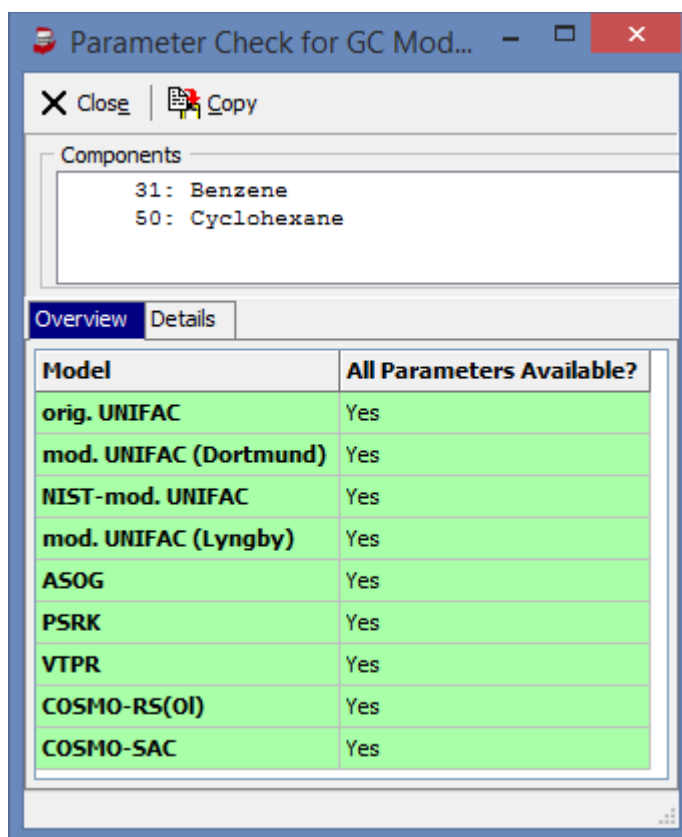 Parameter Check for GC Mod...
Close Copy
Components
31: Benzene
50: Cyclohexane
Overview Details
Model All Parameters Available?
orig. UNIFAC Yes
mod. UNIFAC (Dortmund) Yes
NIST-mod. UNIFAC Yes
mod. UNIFAC (Lyngby) Yes
ASOG Yes
PSRK Yes
VTPR Yes
COSMO-RS(Ol) Yes
COSMO-SAC Yes